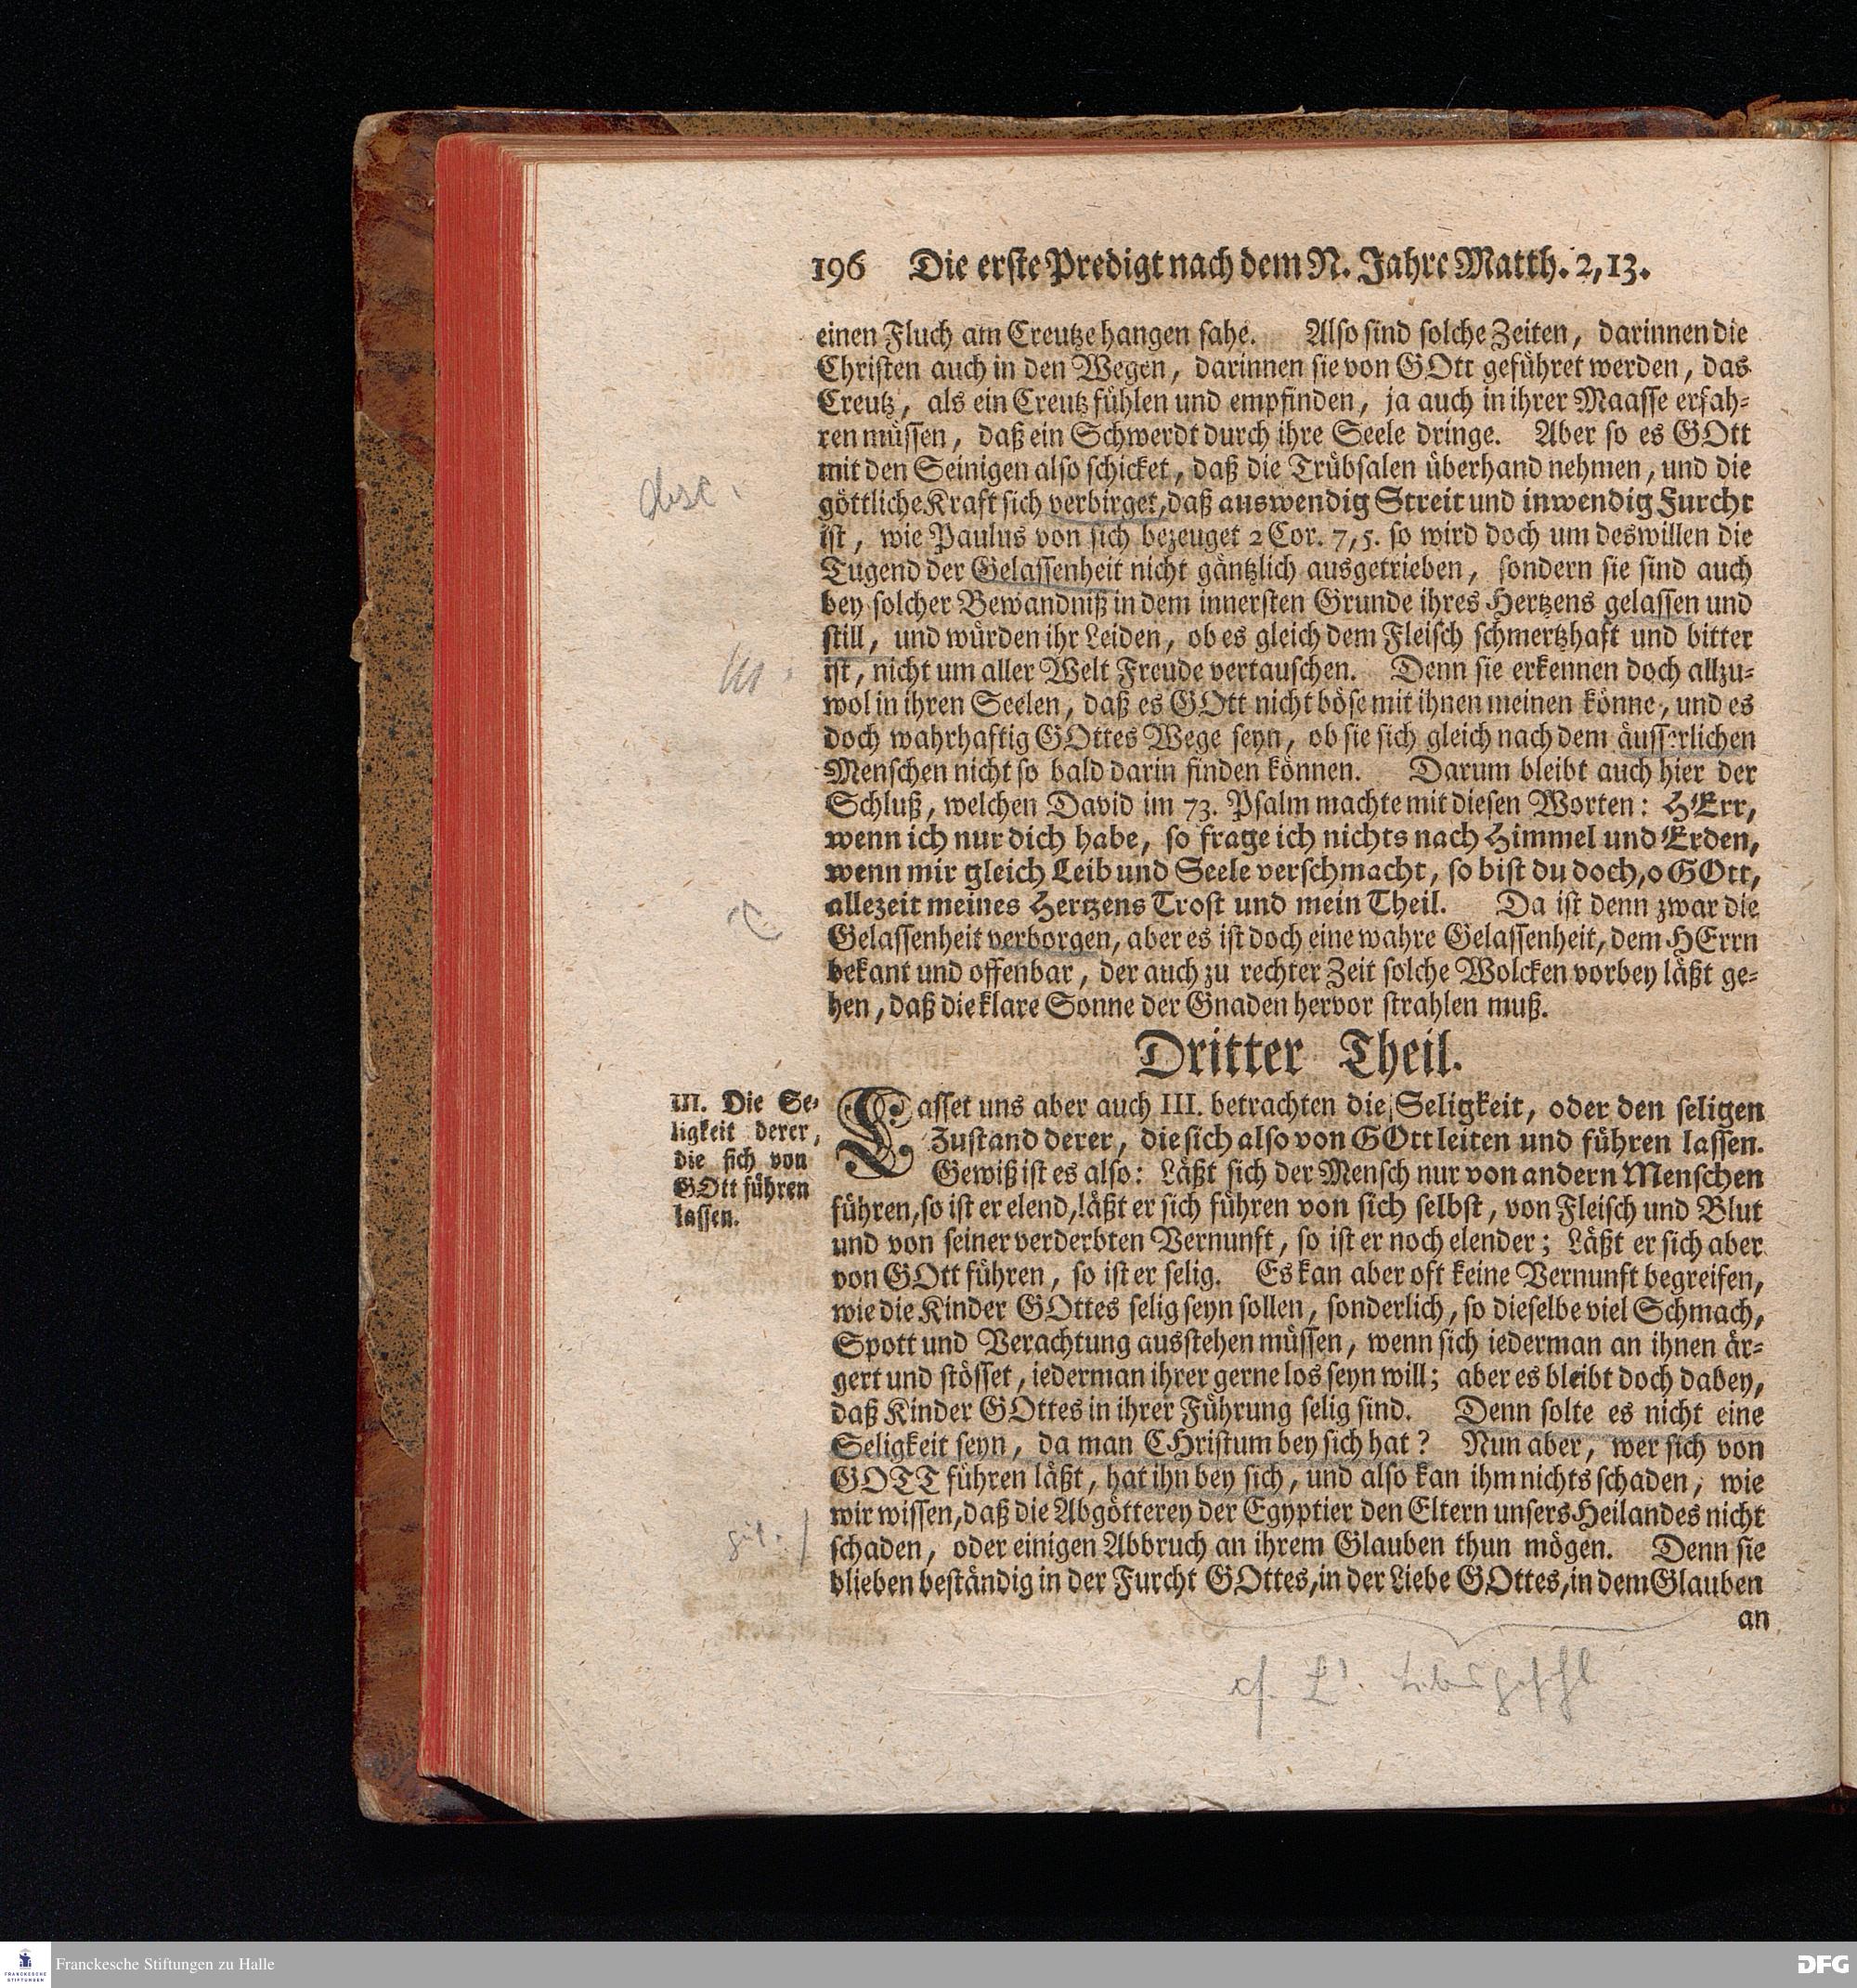 196 Die erste Predigt nach dem N. Jahre Matth. 2, 13.
einen Fluch am Creutze hangen sahe. Also sind solche Zeiten, darinnen die
Christen auch in den Wegen, darinnen sie von GOtt geführet werden, das
Creutz, als ein Creutz fühlen und empfinden, ja auch in ihrer Maasse erfah-
ren müssen, daß ein Schwerdt durch ihre Seele dringe. Aber so es GOtt
mit den Seinigen also schicket, daß die Trübsalen überhand nehmen, und die
göttliche Kraft sich verbirget, daß auswendig Streit und inwendig Furcht
ist, wie Paulus von sich bezeuget 2 Cor. 7, 5. so wird doch um deswillen die
Tugend der Gelassenheit nicht gäntzlich ausgetrieben, sondern sie sind auch
bey solcher Bewandniß in dem innersten Grunde ihres Hertzens gelassen und
still, und würden ihr Leiden, ob es gleich dem Fleisch schmertzhaft und bitter
ist, nicht um aller Welt Freude vertauschen. Denn sie erkennen doch allzu-
wol in ihren Seelen, daß es GOtt nicht böse mit ihnen meinen könne, und es
doch wahrhaftig GOttes Wege seyn, ob sie sich gleich nach dem äusserlichen
Menschen nicht so bald darin finden können. Darum bleibt auch hier der
Schluß, welchen David im 73. Psalm machte mit diesen Worten: HErr,
wenn ich nur dich habe, so frage ich nichts nach Himmel und Erden,
wenn mir gleich Leib und Seele verschmacht, so bist du doch, o GOtt,
allezeit meines Hertzens Trost und mein Theil. Da ist denn zwar die
Gelassenheit verborgen, aber es ist doch eine wahre Gelassenheit, dem HErrn
bekant und offenbar, der auch zu rechter Zeit solche Wolcken vorbey läßt ge-
hen, daß die klare Sonne der Gnaden hervor strahlen muß.
Dritter Theil.
III. Die Se-
ligkeit derer,
die sich von
GOtt führen
lassen.
Lasset uns aber auch III. betrachten die Seligkeit, oder den seligen
Zustand derer, die sich also von GOtt leiten und führen lassen.
Gewiß ist es also: Läßt sich der Mensch nur von andern Menschen
führen, so ist er elend, läßt er sich führen von sich selbst, von Fleisch und Blut
und von seiner verderbten Vernunft, so ist er noch elender; Läßt er sich aber
von GOtt führen, so ist er selig. Es kan aber oft keine Vernunft begreifen,
wie die Kinder GOttes selig seyn sollen, sonderlich, so dieselbe viel Schmach,
Spott und Verachtung ausstehen müssen, wenn sich iederman an ihnen är-
gert und stösset, iederman ihrer gerne los seyn will; aber es bleibt doch dabey,
daß Kinder GOttes in ihrer Führung selig sind. Denn solte es nicht eine
Seligkeit seyn, da man CHristum bey sich hat? Nun aber, wer sich von
GOTT führen läßt, hat ihn bey sich, und also kan ihm nichts schaden, wie
wir wissen, daß die Abgötterey der Egyptier den Eltern unsers Heilandes nicht
schaden, oder einigen Abbruch an ihrem Glauben thun mögen. Denn sie
blieben beständig in der Furcht GOttes, in der Liebe GOttes, in dem Glauben
an
cf.
Franckesche Stiftungen zu Halle
FRANCKESCHE
STIFTUNGEN
DFG